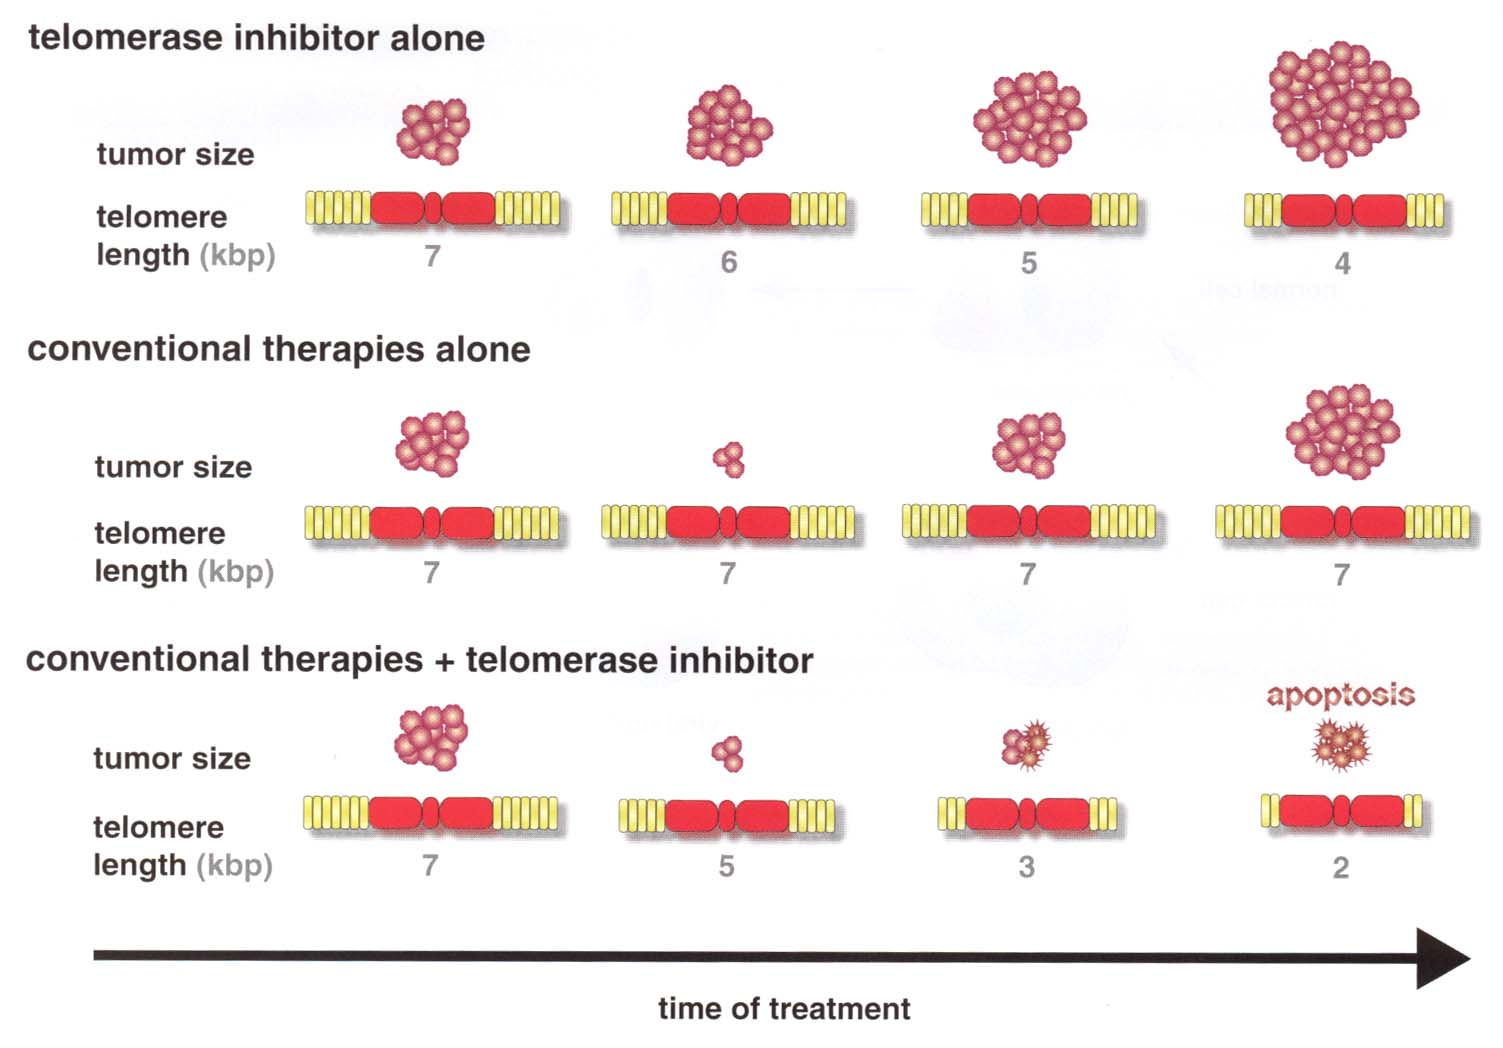 telomerase inhibitor alone
tumor size
telomere
length (kbp)
7
6
5
4
conventional therapies alone
tumor size
telomere
length (kbp)
7
7
7
7
conventional therapies + telomerase inhibitor
apoptosis
tumor size
telomere
length (kbp)
7
5
3
2
time of treatment